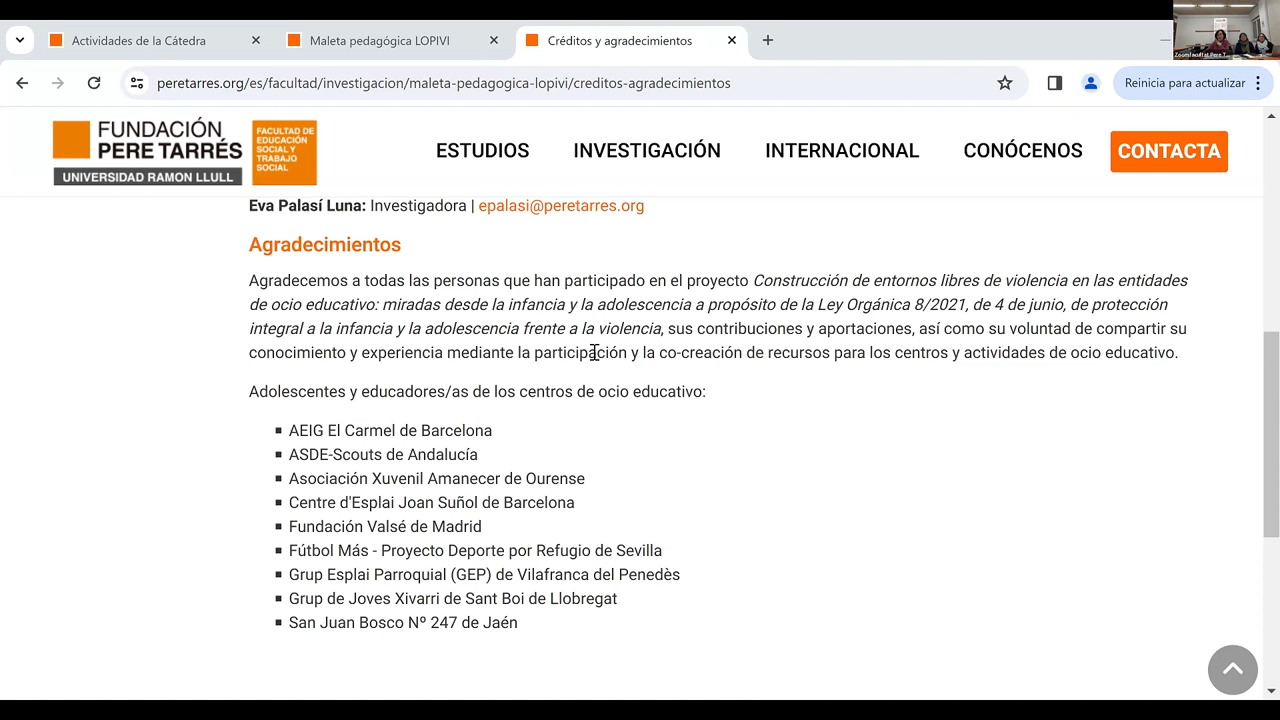 Actividades de la Cátedra
Maleta pedagógica LOPIVI
Créditos y agradecimientos
peretarres.org/es/facultad/investigacion/maleta-pedagogica-lopivi/creditos-agradecimientos
Reinicia para actualizar
FUNDACIÓN
PERE TARRÉS
UNIVERSIDAD RAMON LLULL
FACULTAD DE
EDUCACIÓN
SOCIAL Y
TRABAJO
SOCIAL
ESTUDIOS
INVESTIGACIÓN
INTERNACIONAL
CONÓCENOS
CONTACTA
Eva Palasí Luna: Investigadora | epalasi@peretarres.org
Agradecimientos
Agradecemos a todas las personas que han participado en el proyecto Construcción de entornos libres de violencia en las entidades
de ocio educativo: miradas desde la infancia y la adolescencia a propósito de la Ley Orgánica 8/2021, de 4 de junio, de protección
integral a la infancia y la adolescencia frente a la violencia, sus contribuciones y aportaciones, así como su voluntad de compartir su
conocimiento y experiencia mediante la participación y la co-creación de recursos para los centros y actividades de ocio educativo.
Adolescentes y educadores/as de los centros de ocio educativo:
AEIG El Carmel de Barcelona
ASDE-Scouts de Andalucía
Asociación Xuvenil Amanecer de Ourense
Centre d'Esplai Joan Suñol de Barcelona
Fundación Valsé de Madrid
Fútbol Más - Proyecto Deporte por Refugio de Sevilla
Grup Esplai Parroquial (GEP) de Vilafranca del Penedès
Grup de Joves Xivarri de Sant Boi de Llobregat
San Juan Bosco Nº 247 de Jaén